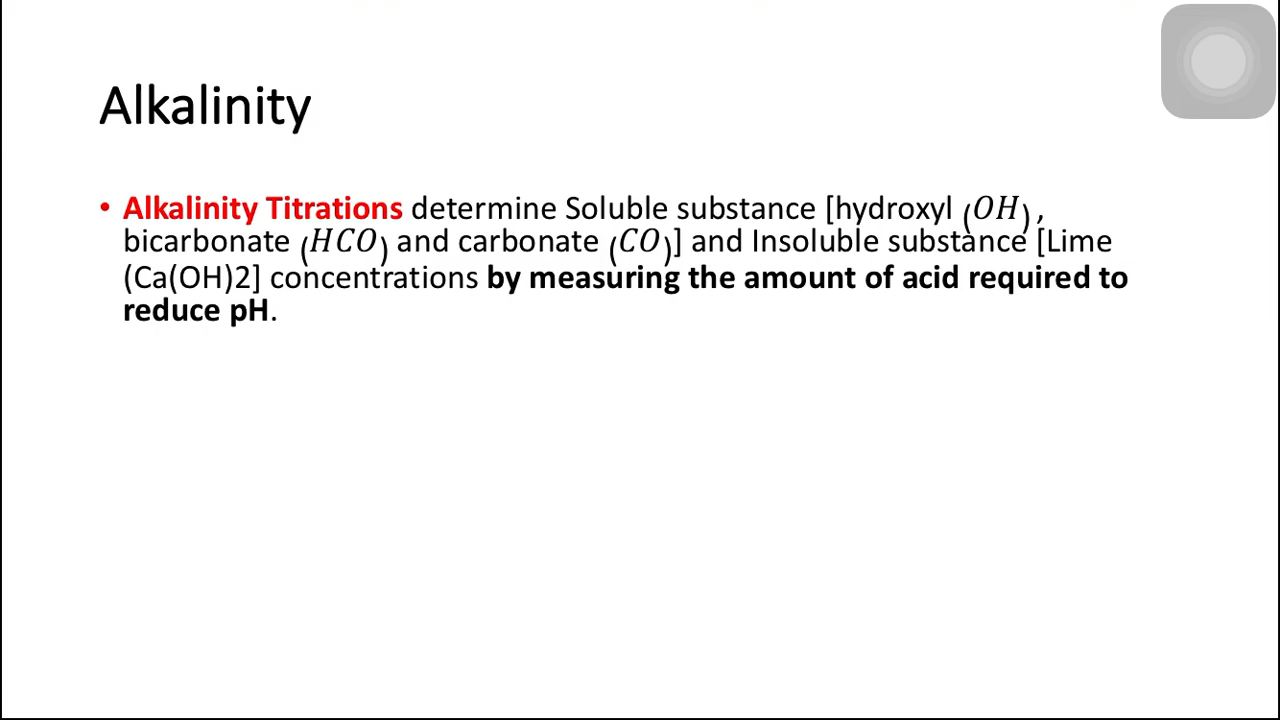 Alkalinity
• Alkalinity Titrations determine Soluble substance [hydroxyl (OH),
bicarbonate (HCO) and carbonate (CO)] and Insoluble substance [Lime
(Ca(OH)2] concentrations by measuring the amount of acid required to
reduce pH.